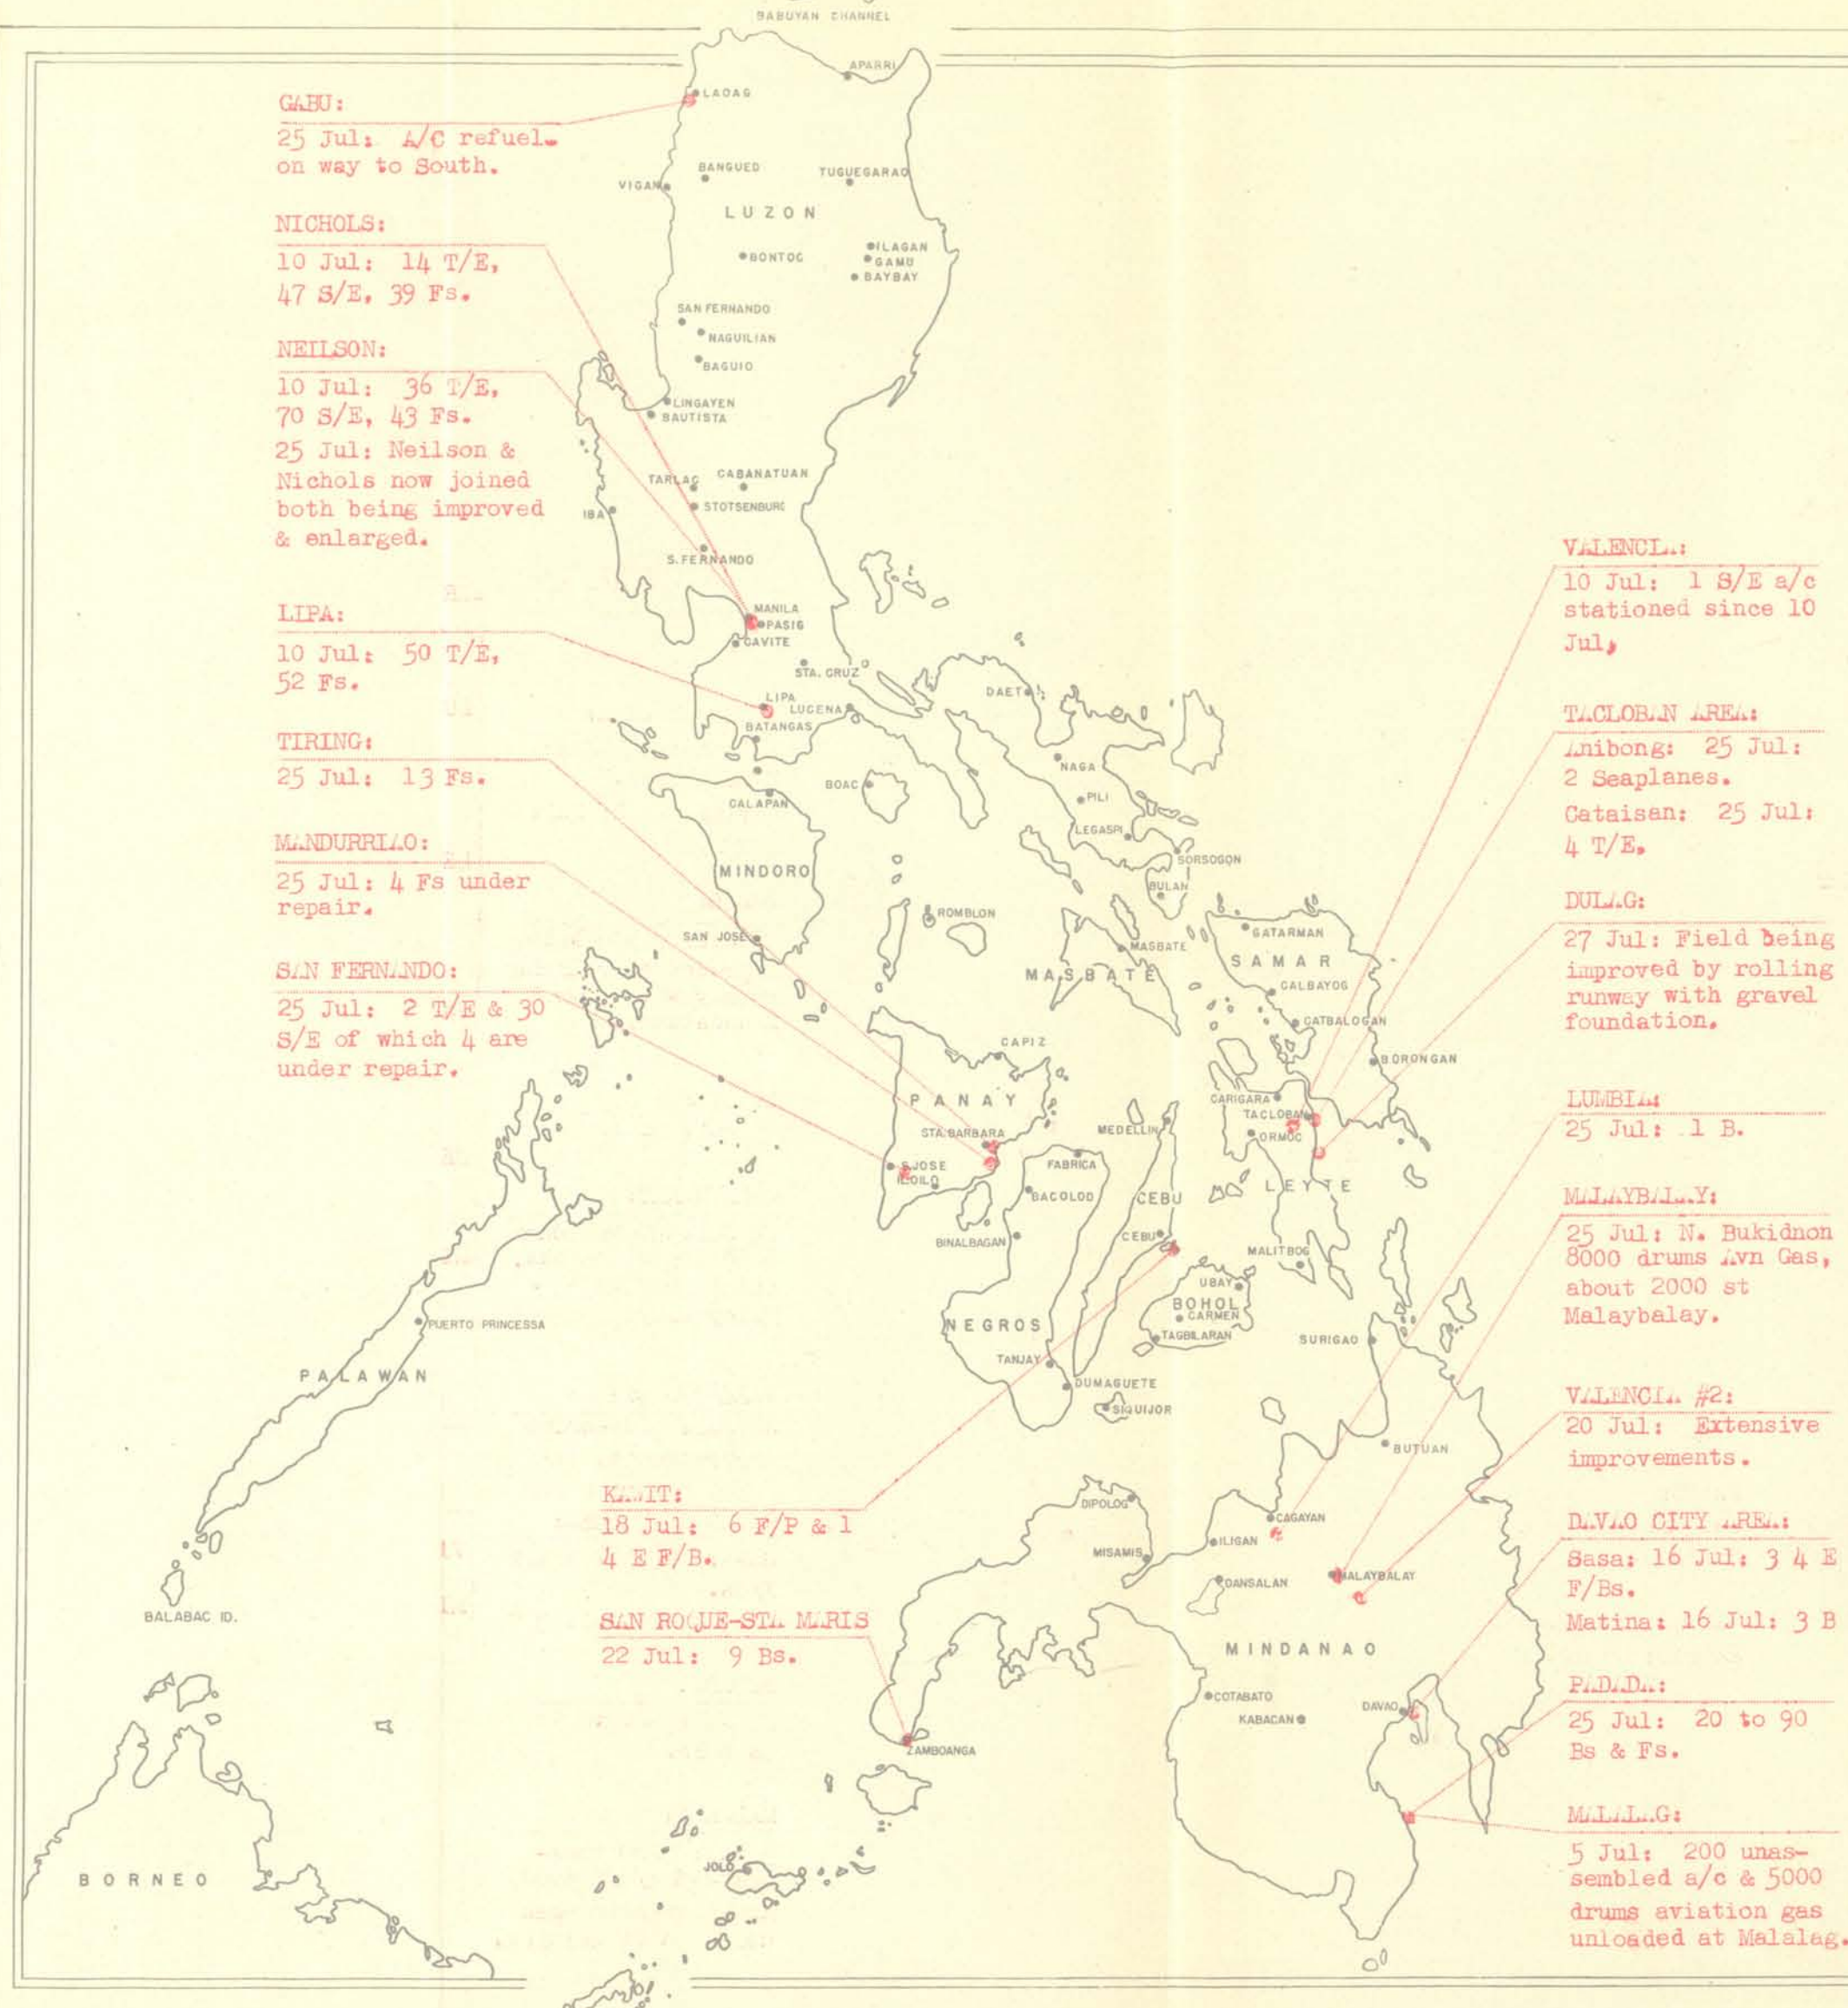 BABUYAN CHANNEL
GABU:
25 Jul: A/C refuel.
on way to South.
NICHOLS:
10 Jul: 14 T/E,
47 S/E, 39 Fs.
NEILSON:
10 Jul: 36 T/E,
70 S/E, 43 Fs.
25 Jul: Neilson &
Nichols now joined
both being improved
& enlarged.
LIPA:
10 Jul: 50 T/E,
52 Fs.
TIRING:
25 Jul: 13 Fs.
MANDURRIAO:
25 Jul: 4 Fs under
repair.
SAN FERNANDO:
25 Jul: 2 T/E & 30
S/E of which 4 are
under repair.
KAWIT:
18 Jul: 6 F/P & 1
4 E F/B.
SAN ROQUE-STA MARIS
22 Jul: 9 Bs.
VALENCIA:
10 Jul: 1 S/E a/c
stationed since 10
Jul,
TACLOBAN AREA:
Anibong: 25 Jul:
2 Seaplanes.
Cataisan: 25 Jul:
4 T/E,
DULAG:
27 Jul: Field being
improved by rolling
runway with gravel
foundation.
LUMBIA:
25 Jul: 1 B.
MALAYBALAY:
25 Jul: N. Bukidnon
8000 drums Avn Gas,
about 2000 st
Malaybalay.
VALENCIA #2:
20 Jul: Extensive
improvements.
DAVAO CITY AREA:
Sasa: 16 Jul: 3 4 E
F/Bs.
Matina: 16 Jul: 3 B
PADADA:
25 Jul: 20 to 90
Bs & Fs.
MALALAG:
5 Jul: 200 unas-
sembled a/c & 5000
drums aviation gas
unloaded at Malalag.
APARRI
LAOAG
BANGUED
TUGUEGARAO
VIGAN
LUZON
ILAGAN
GAMU
BAYBAY
BONTOC
SAN FERNANDO
NAGUILIAN
BAGUIO
LINGAYEN
BAUTISTA
TARLAC
CABANATUAN
STOTSENBURG
IBA
S. FERNANDO
MANILA
PASIG
CAVITE
STA. CRUZ
LIPA
LUCENA
BATANGAS
DAET
NAGA
PILI
LEGASPI
SORSOGON
BULAN
BOAC
CALAPAN
MINDORO
SAN JOSE
ROMBLON
MASBATE
MASBATE
CATARMAN
SAMAR
CALBAYOG
CATBALOGAN
BORONGAN
CAPIZ
PANAY
STA. BARBARA
S. JOSE
ILOILO
CARIGARA
TACLOBAN
ORMOC
LEYTE
MEDELLIN
FABRICA
BACOLOD
CEBU
CEBU
BINALBAGAN
MALITBOG
UBAY
BOHOL
CARMEN
TAGBILARAN
NEGROS
TANJAY
DUMAGUETE
SIQUIJOR
SURIGAO
PUERTO PRINCESSA
PALAWAN
BALABAC ID.
BUTUAN
DIPOLOG
CAGAYAN
ILIGAN
MISAMIS
DANSALAN
MALAYBALAY
MINDANAO
COTABATO
KABACAN
DAVAO
ZAMBOANGA
JOLO
BORNEO